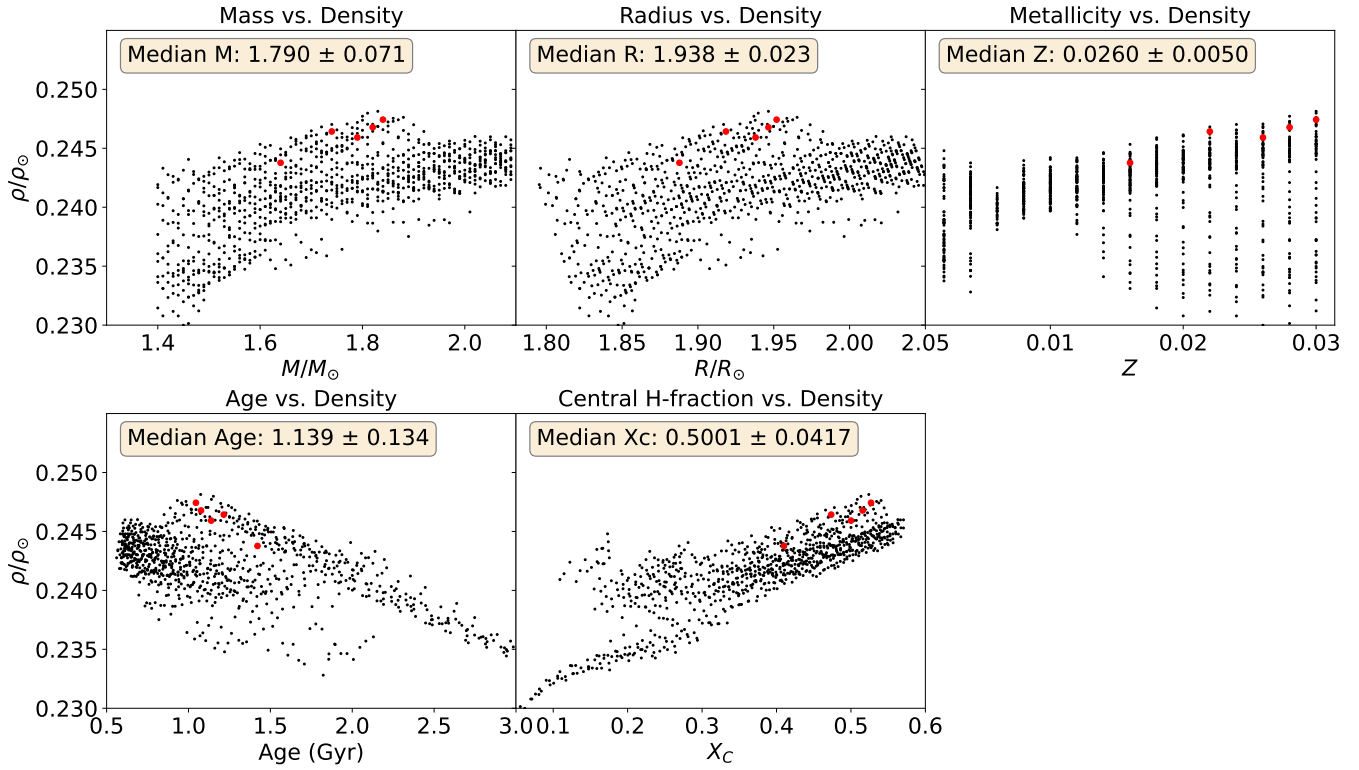 Mass vs. Density
Radius vs. Density
Metallicity vs. Density
Median M: 1.790 ± 0.071
Median R: 1.938 ± 0.023
Median Z: 0.0260 ± 0.0050
0.250
0.245
0.240
0.235
0.230
ρ/ρ⊙
1.4 1.6 1.8 2.0
1.80 1.85 1.90 1.95 2.00 2.05
0.01 0.02 0.03
M/M⊙
R/R⊙
Z
Age vs. Density
Central H-fraction vs. Density
Median Age: 1.139 ± 0.134
Median Xc: 0.5001 ± 0.0417
0.250
0.245
0.240
0.235
0.230
ρ/ρ⊙
0.5 1.0 1.5 2.0 2.5 3.0
0.1 0.2 0.3 0.4 0.5 0.6
Age (Gyr)
X_C